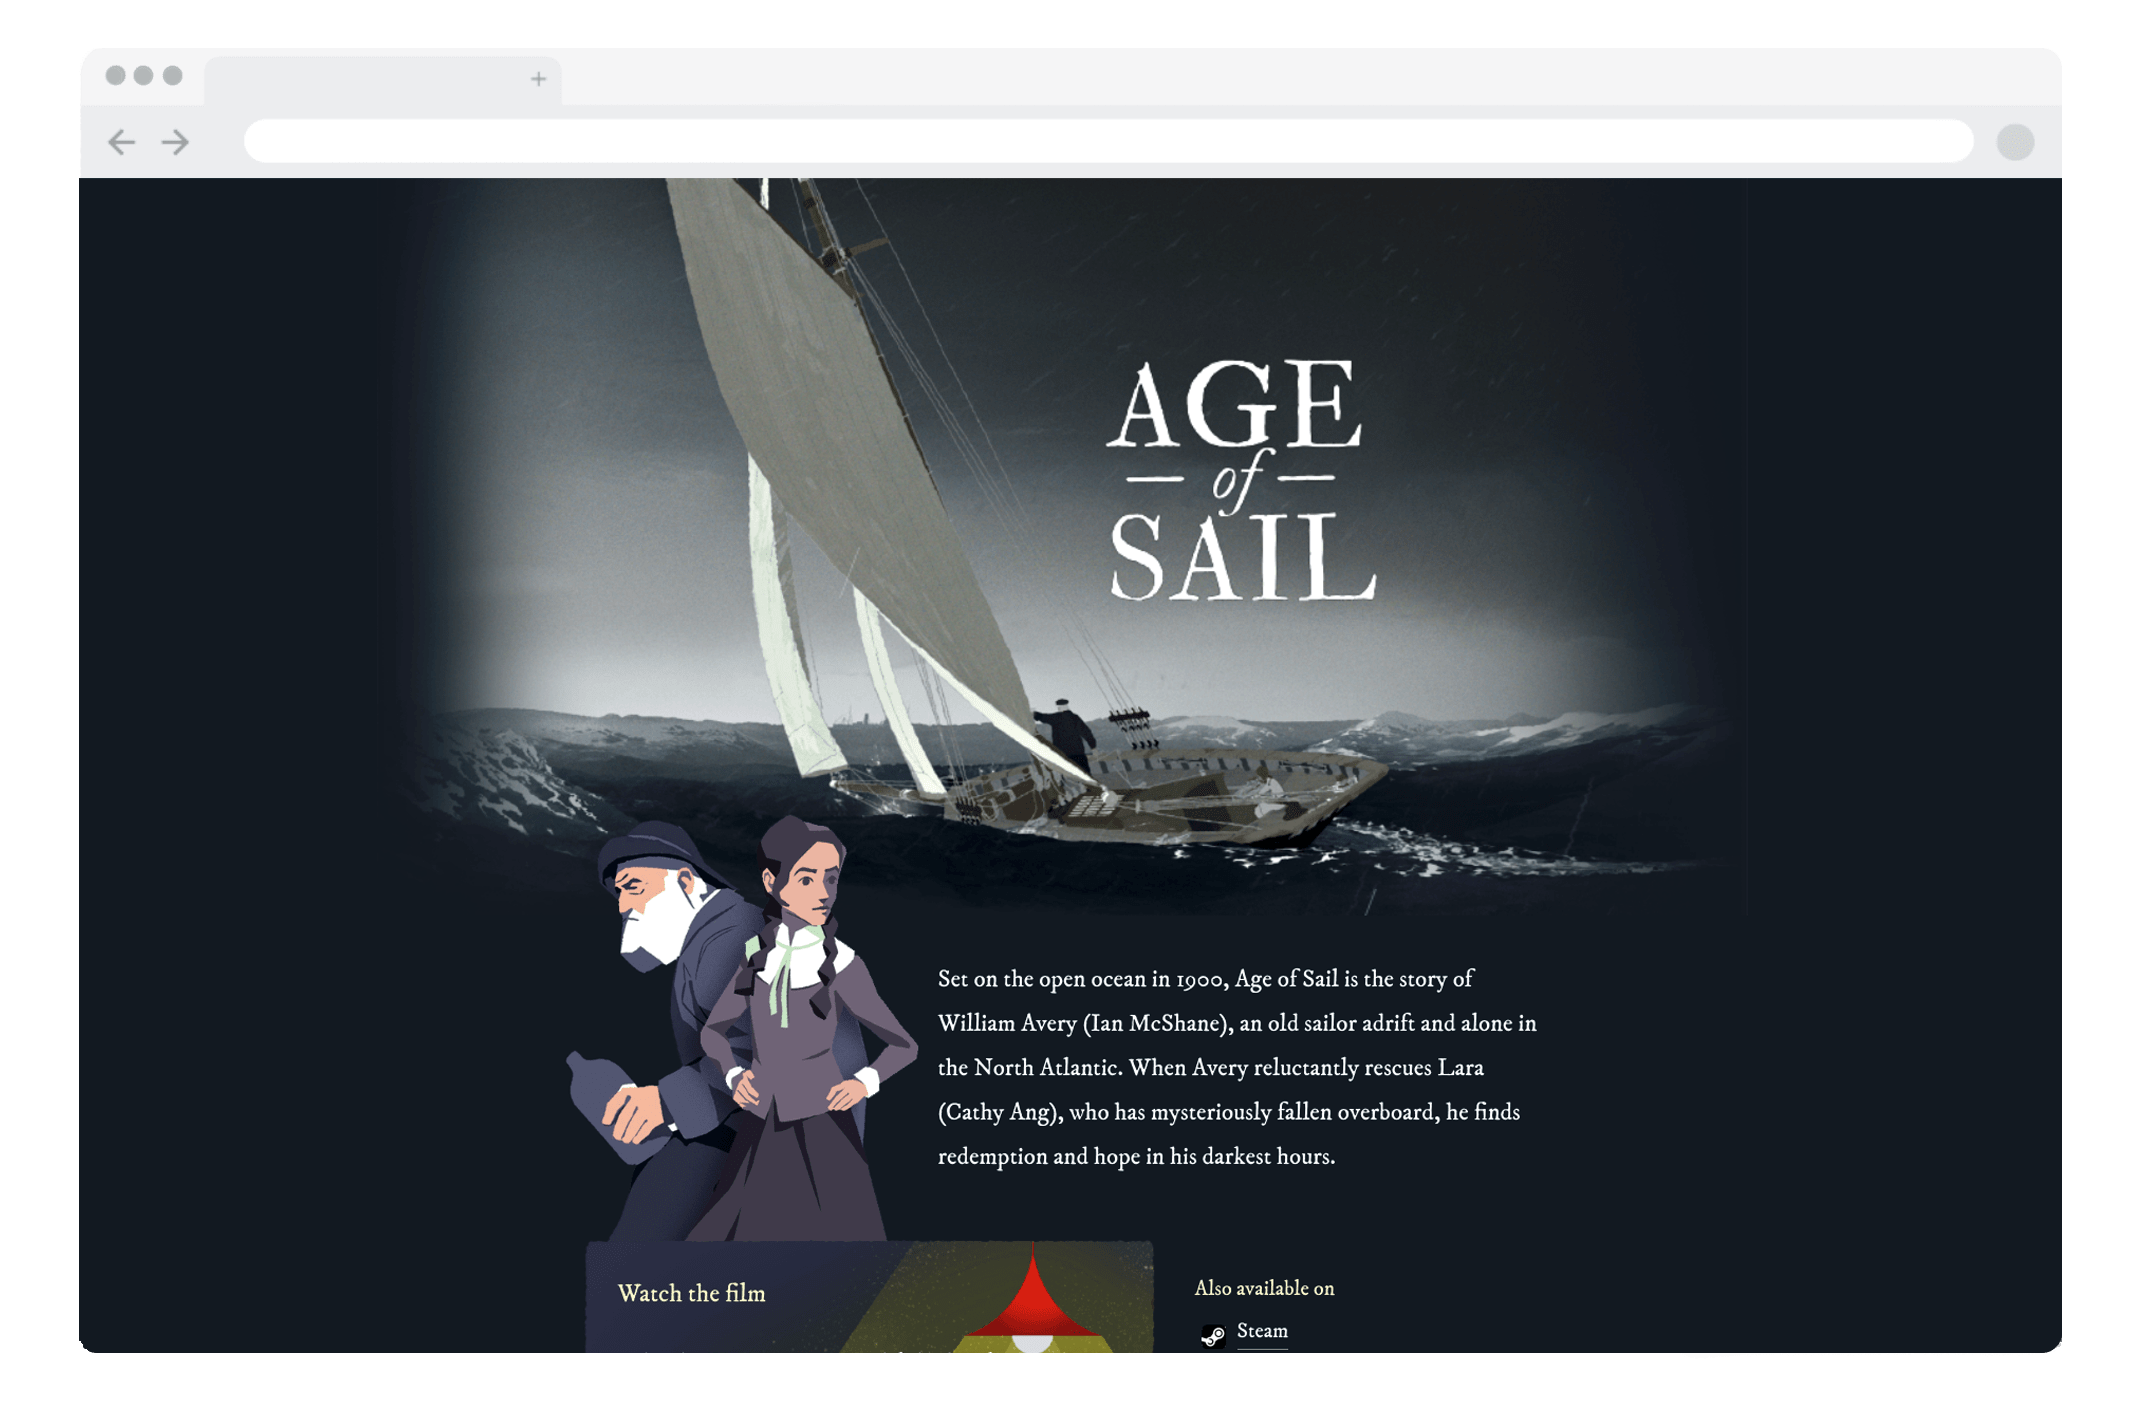 AGE
of
SAIL
Set on the open ocean in 1900, Age of Sail is the story of
William Avery (Ian McShane), an old sailor adrift and alone in
the North Atlantic. When Avery reluctantly rescues Lara
(Cathy Ang), who has mysteriously fallen overboard, he finds
redemption and hope in his darkest hours.
Watch the film
Also available on
Steam